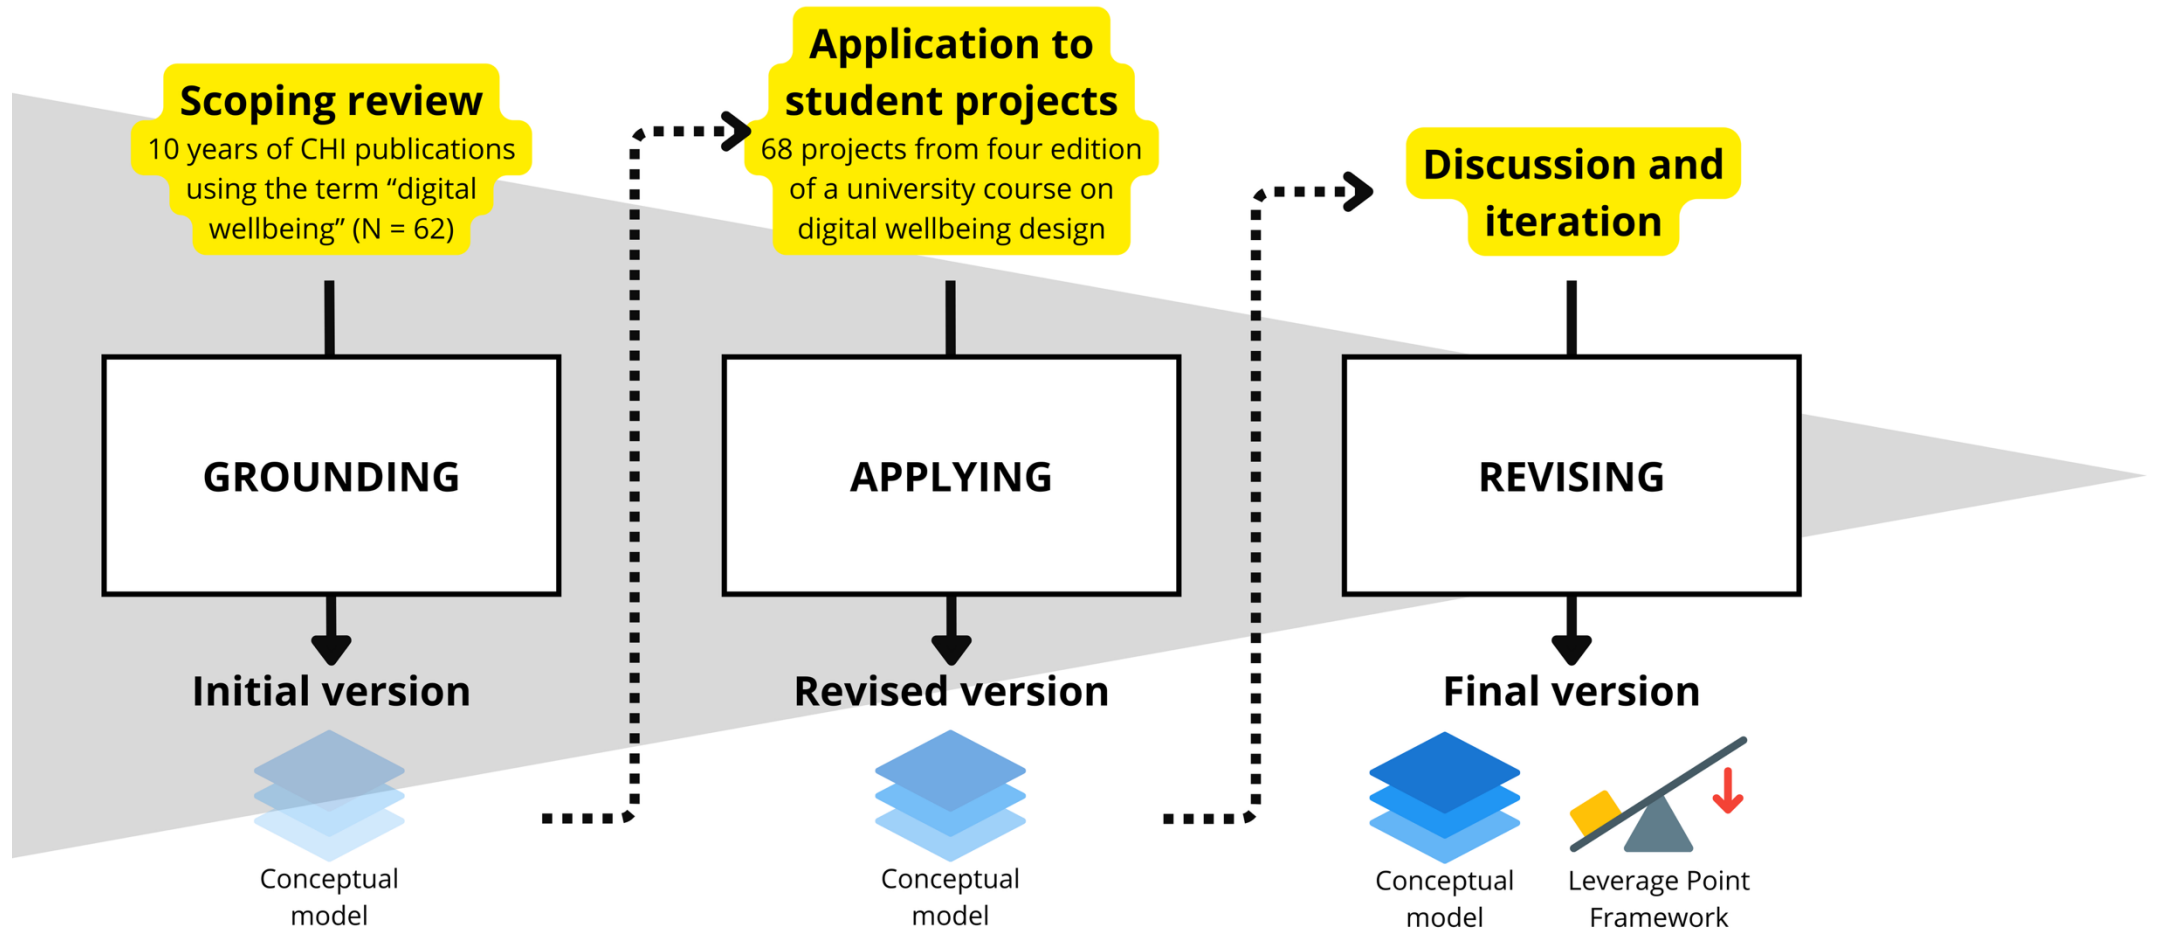 Scoping review
10 years of CHI publications
using the term “digital
wellbeing” (N = 62)
GROUNDING
Initial version
Conceptual
model
Application to
student projects
68 projects from four edition
of a university course on
digital wellbeing design
APPLYING
Revised version
Conceptual
model
Discussion and
iteration
REVISING
Final version
Conceptual
model
Leverage Point
Framework